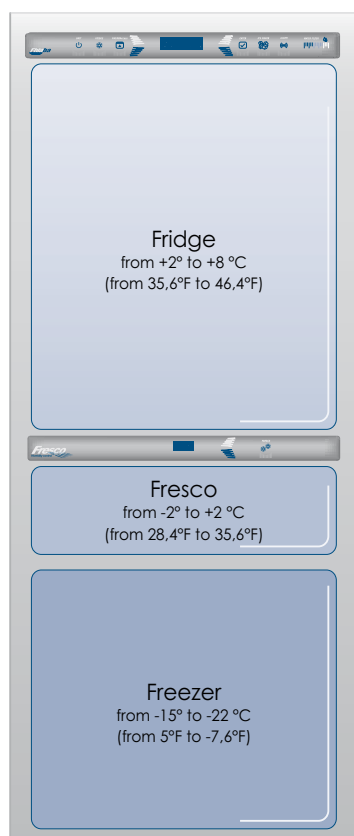 Fridge
from +2° to +8 °C
(from 35,6°F to 46,4°F)
Fresco
Fresco
from -2° to +2 °C
(from 28,4°F to 35,6°F)
Freezer
from -15° to -22 °C
(from 5°F to -7,6°F)